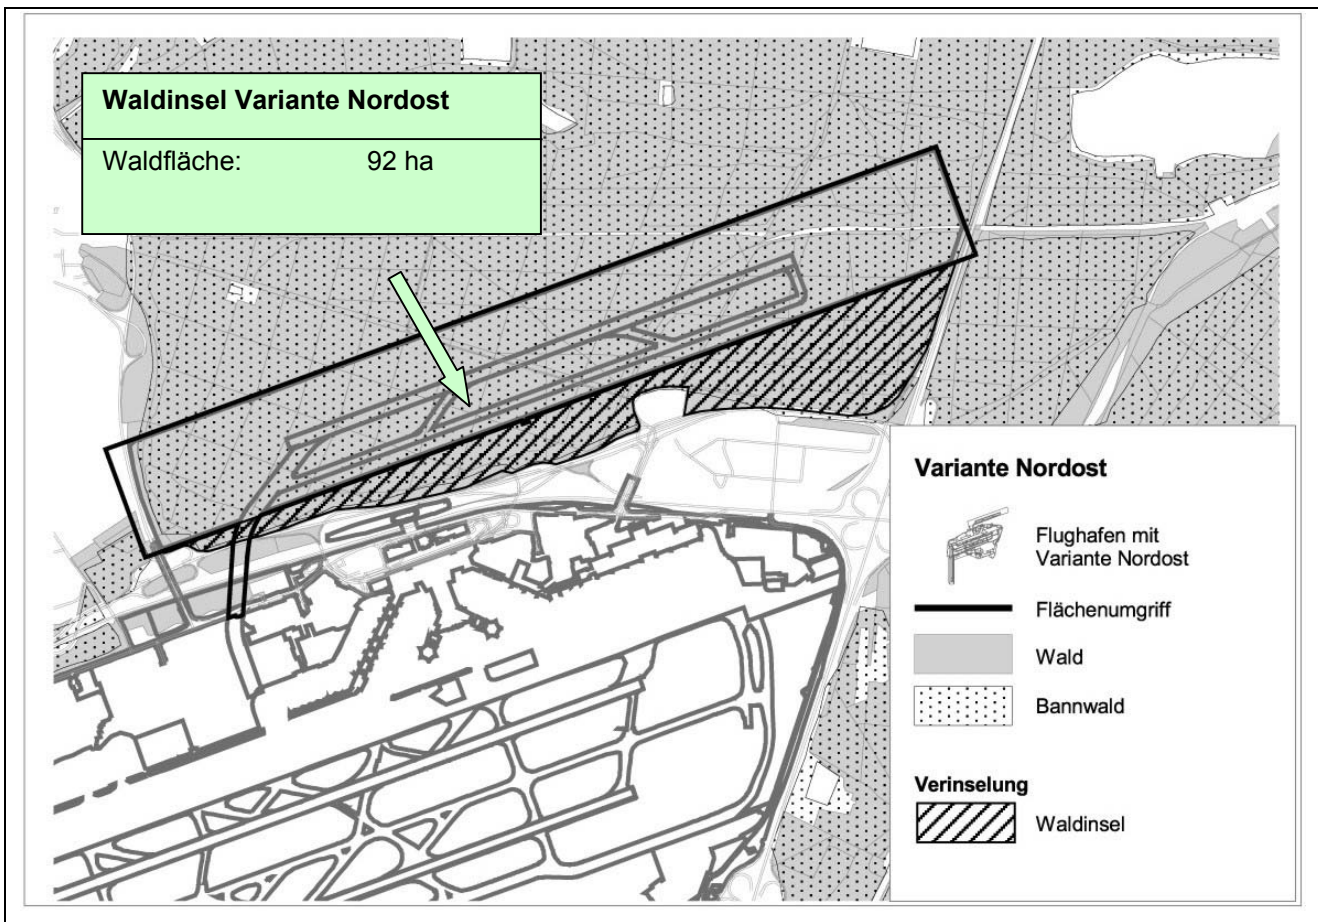 Waldinsel Variante Nordost
Waldfläche: 92 ha
Variante Nordost
Flughafen mit
Variante Nordost
Flächenumgriff
Wald
Bannwald
Verinselung
Waldinsel